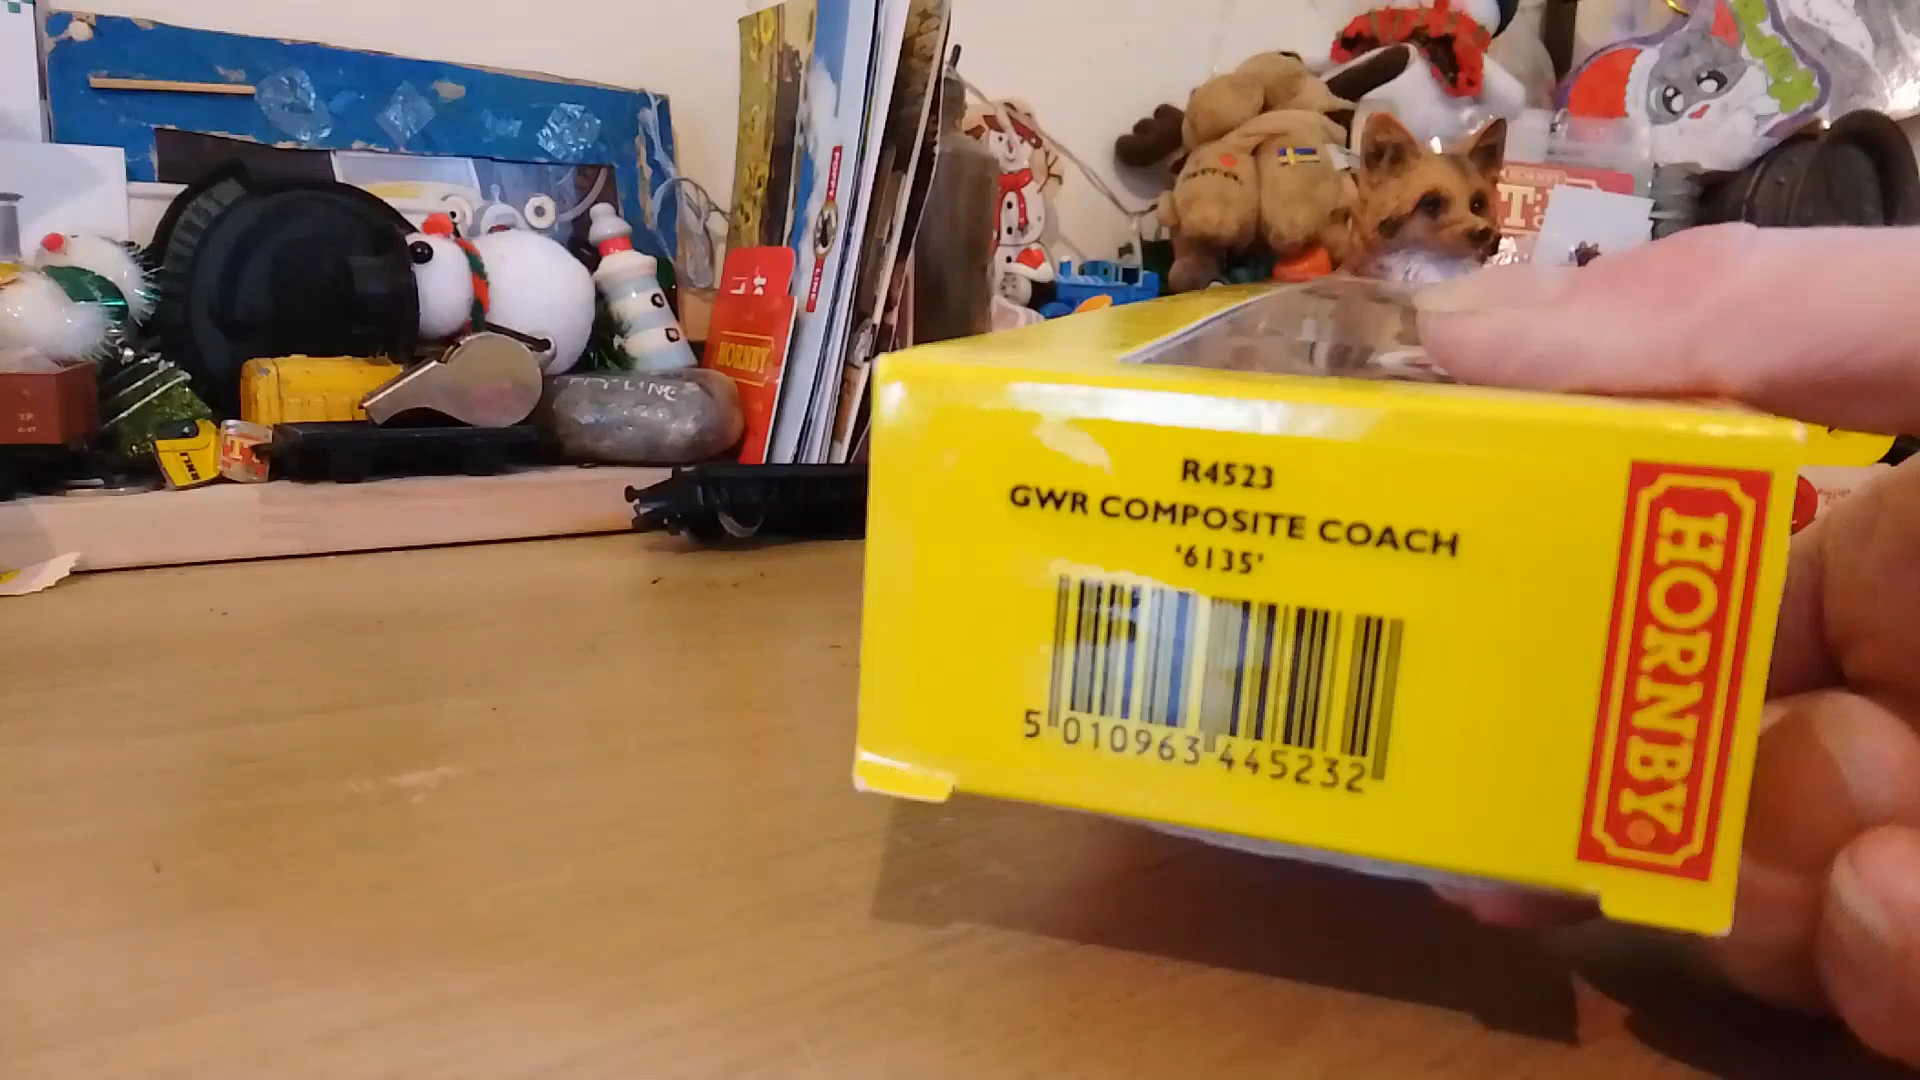 R4523
GWR COMPOSITE COACH
'6135'
5 010963 445232
HORNBY
HORNBY